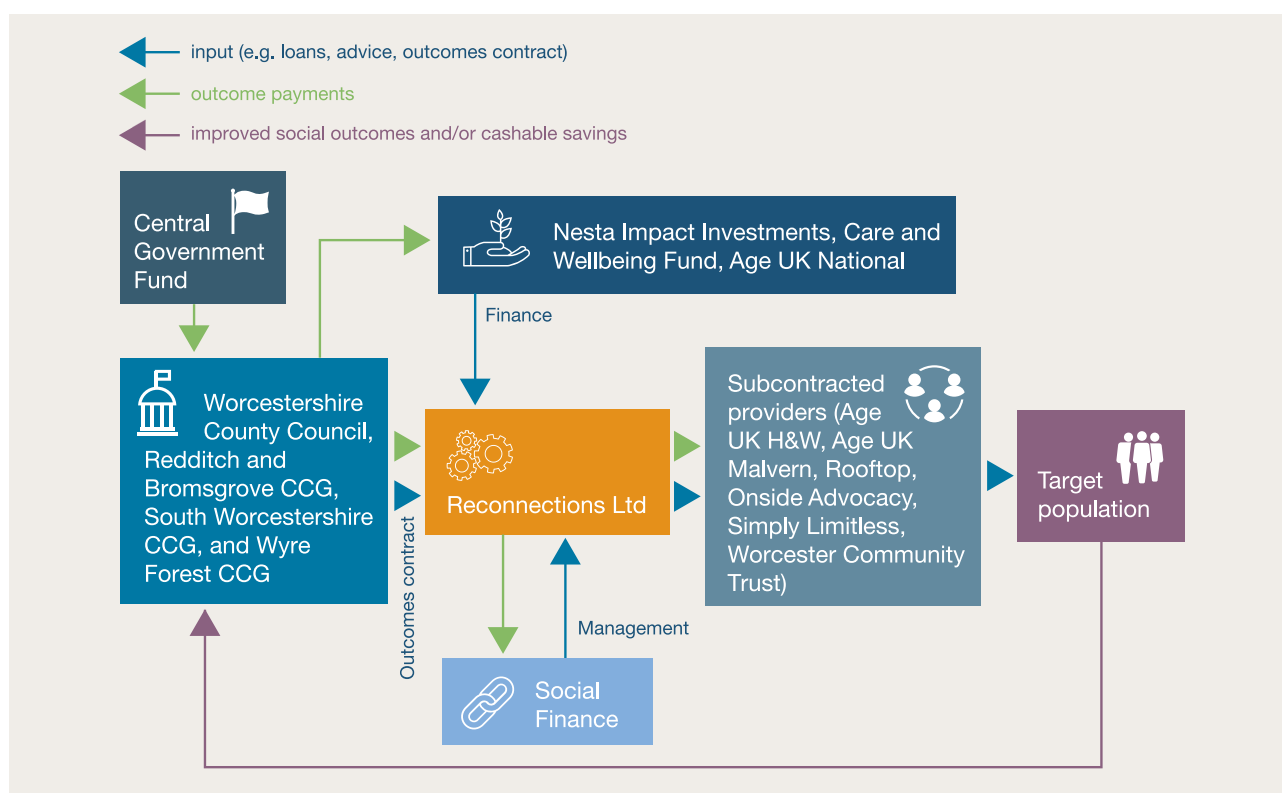 input (e.g. loans, advice, outcomes contract)
outcome payments
improved social outcomes and/or cashable savings
Central
Government
Fund
Nesta Impact Investments, Care and
Wellbeing Fund, Age UK National
Finance
Worcestershire
County Council,
Redditch and
Bromsgrove CCG,
South Worcestershire
CCG, and Wyre
Forest CCG
Outcomes contract
Reconnections Ltd
Subcontracted
providers (Age
UK H&W, Age UK
Malvern, Rooftop,
Onside Advocacy,
Simply Limitless,
Worcester Community
Trust)
Target
population
Management
Social
Finance